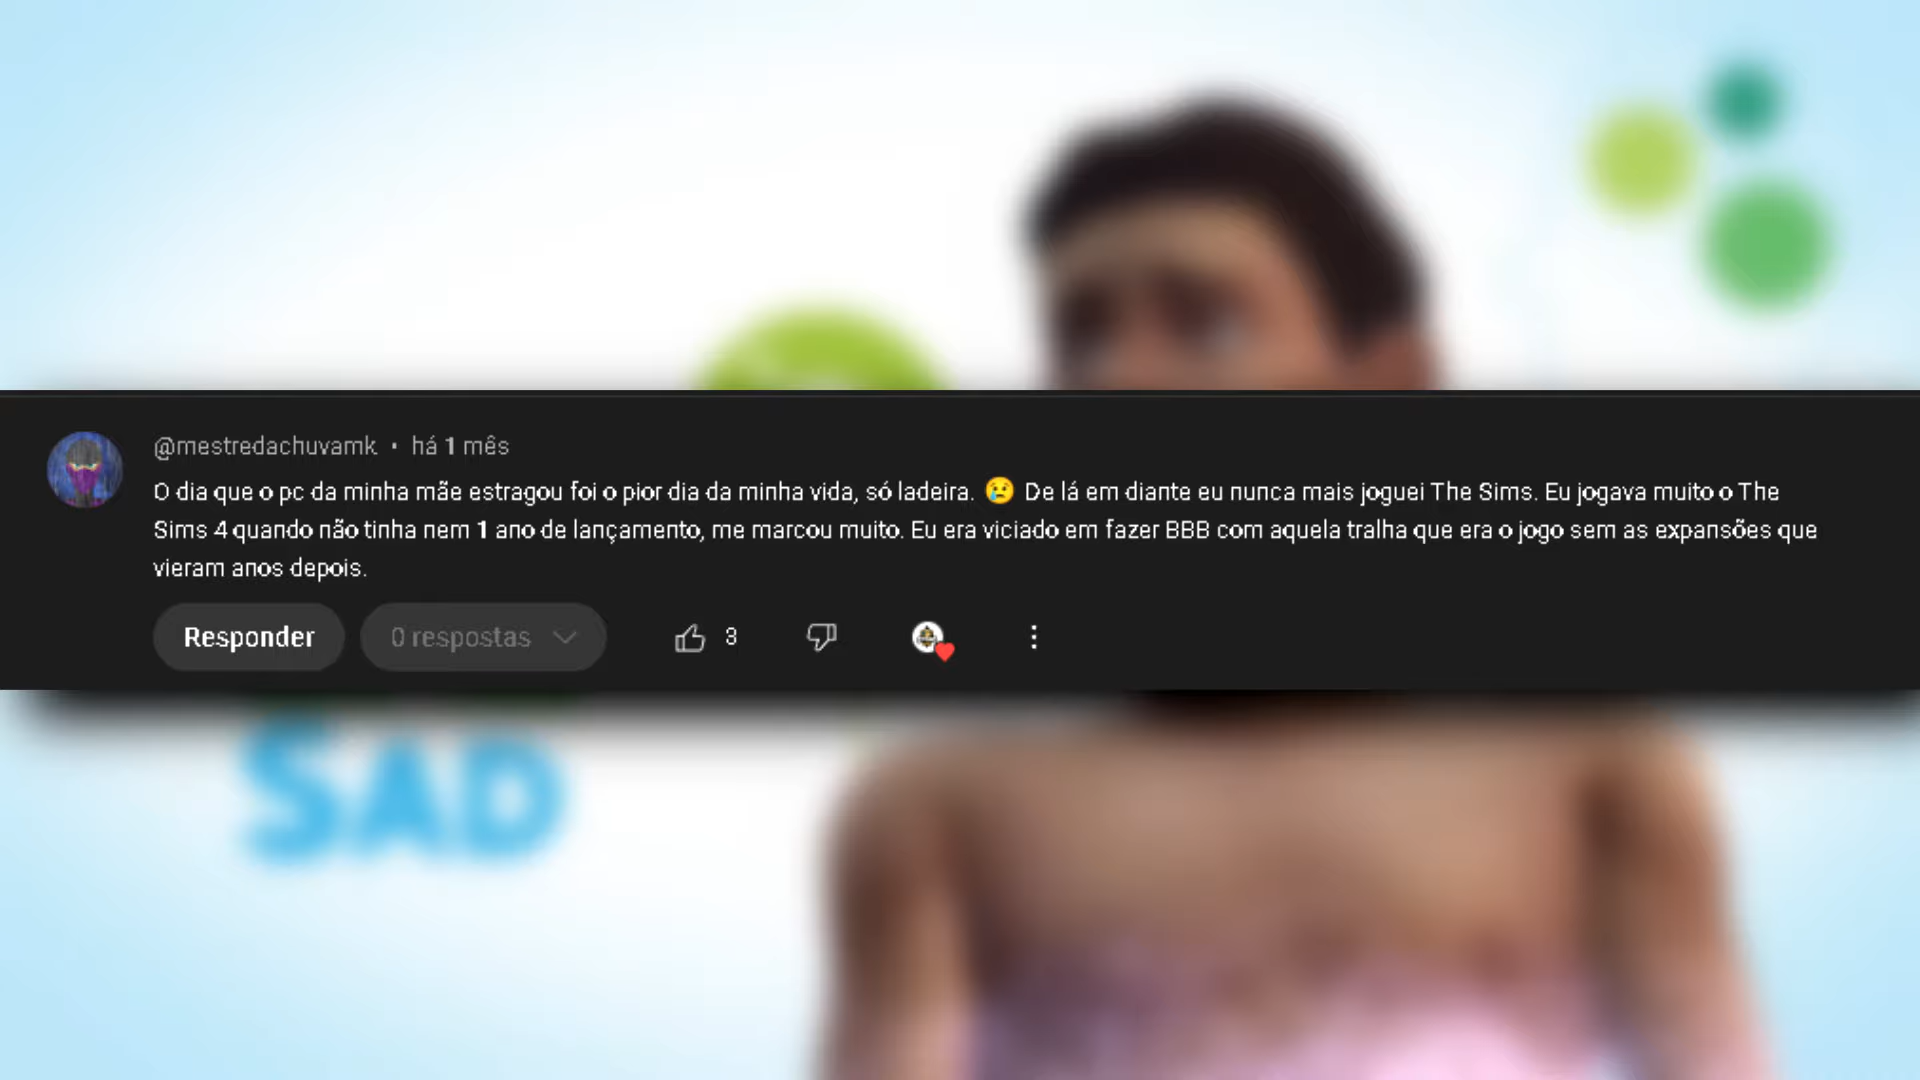 @mestredachuvamk • há 1 mês
O dia que o pc da minha mãe estragou foi o pior dia da minha vida, só ladeira. 😢 De lá em diante eu nunca mais joguei The Sims. Eu jogava muito o The
Sims 4 quando não tinha nem 1 ano de lançamento, me marcou muito. Eu era viciado em fazer BBB com aquela tralha que era o jogo sem as expansões que
vieram anos depois.
Responder 0 respostas 3
SAD